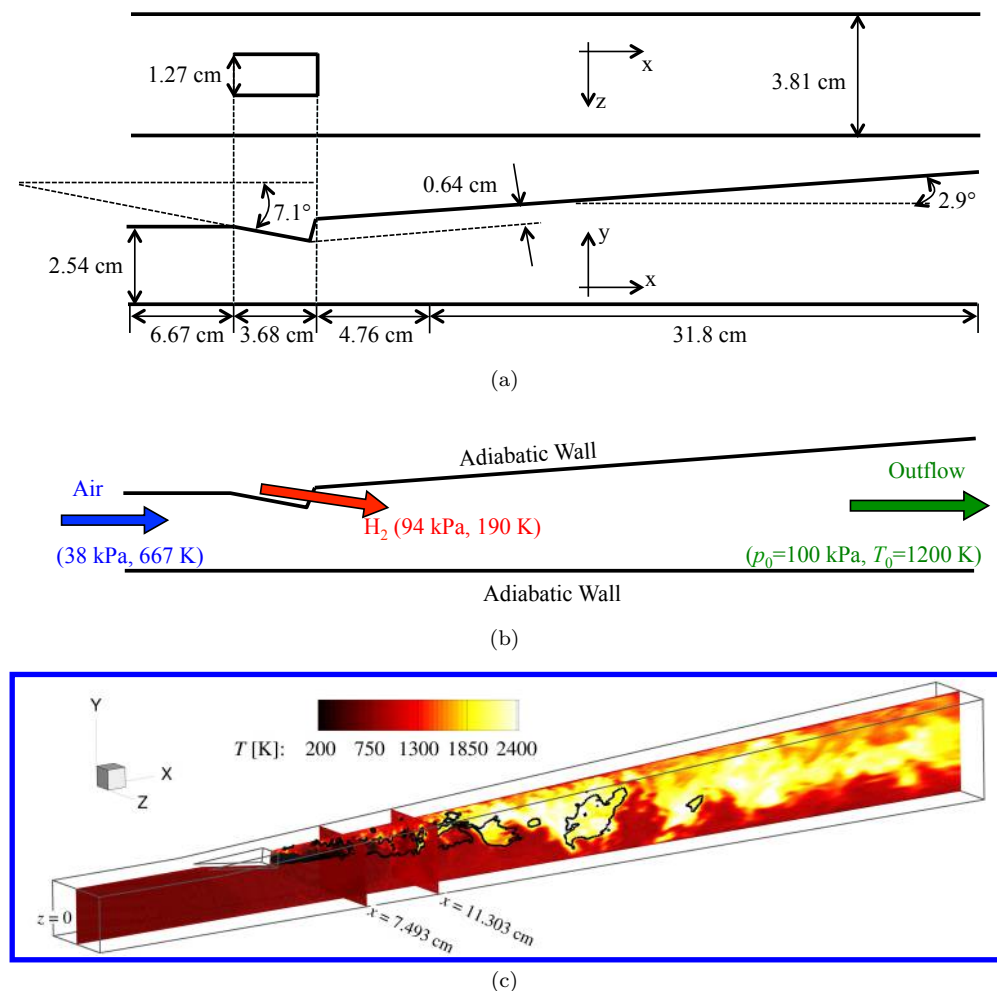 1.27 cm
x
z
3.81 cm
0.64 cm
7.1°
2.9°
2.54 cm
y
x
6.67 cm
3.68 cm
4.76 cm
31.8 cm
(a)
Adiabatic Wall
Air
Outflow
H₂ (94 kPa, 190 K)
(38 kPa, 667 K)
(p₀=100 kPa, T₀=1200 K)
Adiabatic Wall
(b)
Y
X
Z
T [K]:
200 750 1300 1850 2400
z = 0
x = 7.493 cm
x = 11.303 cm
(c)